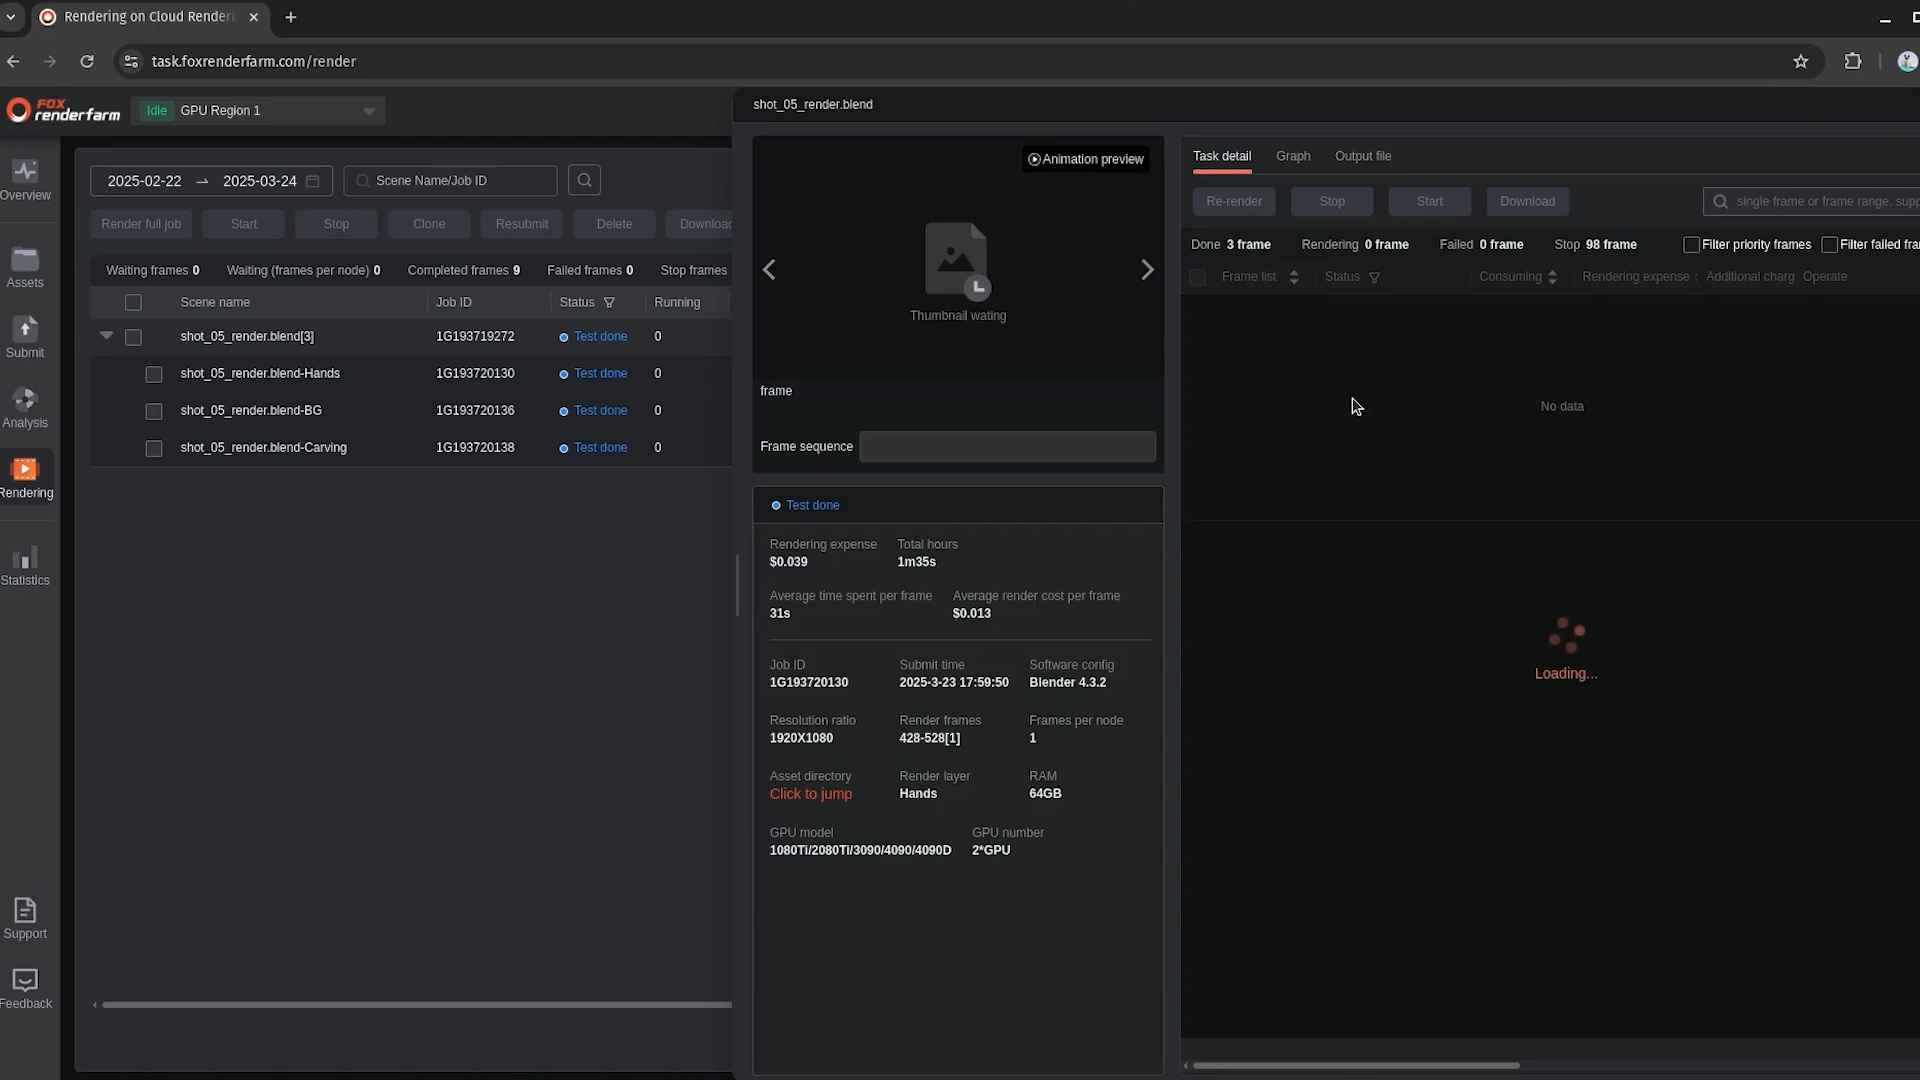 Rendering on Cloud Renderi
task.foxrenderfarm.com/render
FOX renderfarm
Idle GPU Region 1
shot_05_render.blend
Overview
Assets
Submit
Analysis
Rendering
Statistics
Support
Feedback
2025-02-22 → 2025-03-24 Scene Name/Job ID
Render full job Start Stop Clone Resubmit Delete Download
Waiting frames 0 Waiting (frames per node) 0 Completed frames 9 Failed frames 0 Stop frames
Scene name Job ID Status Running
shot_05_render.blend[3] 1G193719272 Test done 0
shot_05_render.blend-Hands 1G193720130 Test done 0
shot_05_render.blend-BG 1G193720136 Test done 0
shot_05_render.blend-Carving 1G193720138 Test done 0
Animation preview
Thumbnail wating
frame
Frame sequence
Test done
Rendering expense Total hours
$0.039 1m35s
Average time spent per frame Average render cost per frame
31s $0.013
Job ID Submit time Software config
1G193720130 2025-3-23 17:59:50 Blender 4.3.2
Resolution ratio Render frames Frames per node
1920X1080 428-528[1] 1
Asset directory Render layer RAM
Click to jump Hands 64GB
GPU model GPU number
1080Ti/2080Ti/3090/4090/4090D 2*GPU
Task detail Graph Output file
Re-render Stop Start Download single frame or frame range, supp
Done 3 frame Rendering 0 frame Failed 0 frame Stop 98 frame Filter priority frames Filter failed fra
Frame list Status Consuming Rendering expense Additional charg Operate
No data
Loading...